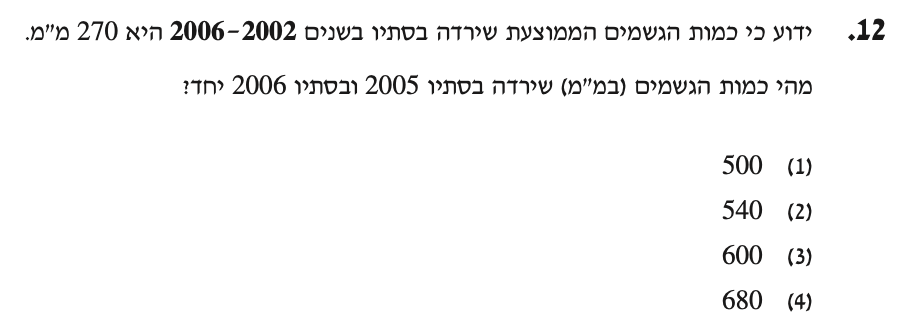 12. ידוע כי כמות הגשמים הממוצעת שירדה בסתיו בשנים 2002–2006 היא 270 מ"מ.
מהי כמות הגשמים (במ"מ) שירדה בסתיו 2005 ובסתיו 2006 יחד?
(1) 500
(2) 540
(3) 600
(4) 680